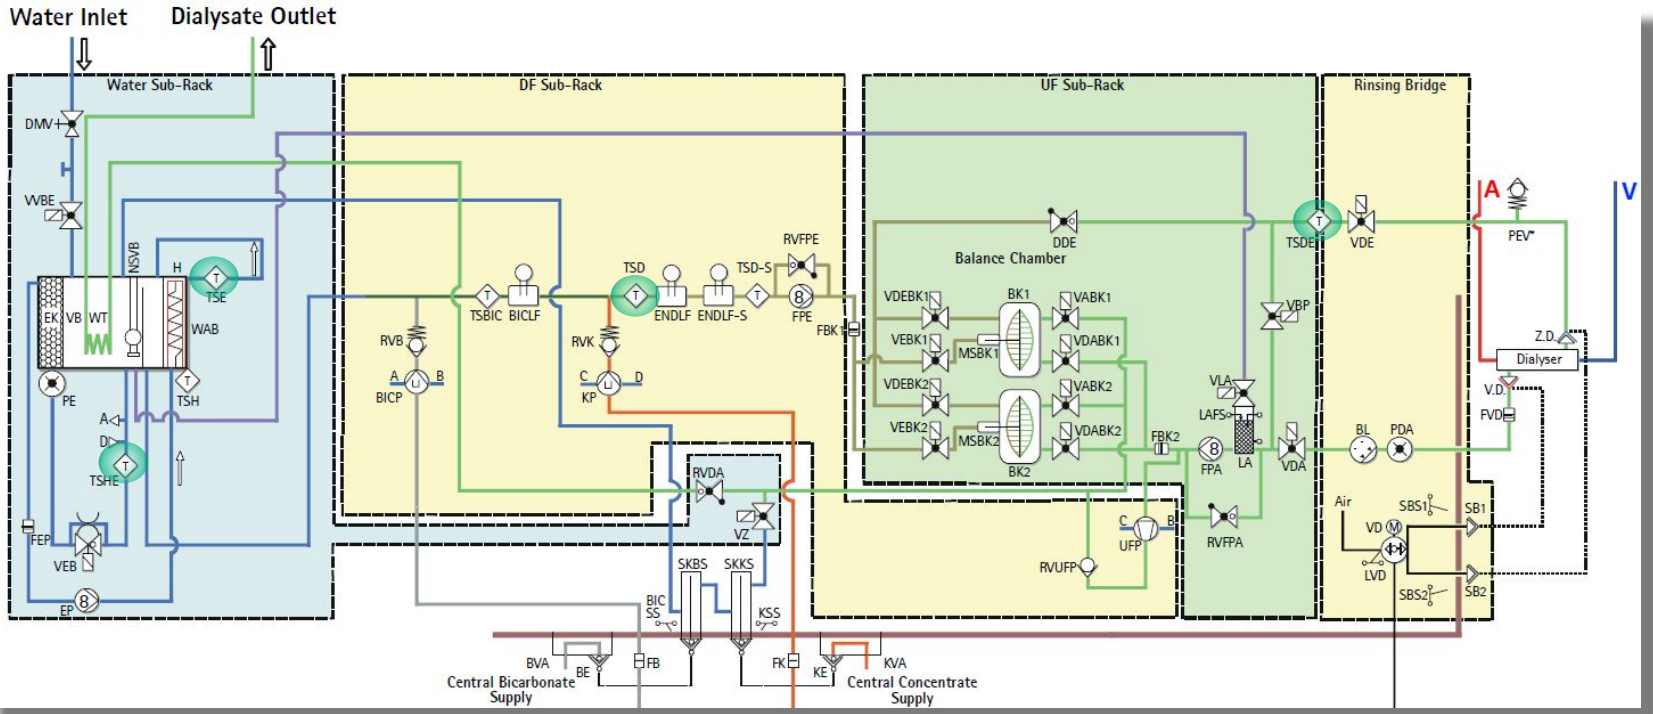 Water Inlet
Dialysate Outlet
Water Sub-Rack
DF Sub-Rack
UF Sub-Rack
Rinsing Bridge
DMV
VVBE
NSVB
H
T
TSE
EK
VB
WT
WAB
PE
T
TSH
A
D
T
TSHE
FEP
VEB
EP
8
RVB
A
U
B
BICP
T
TSBIC
BICLF
RVK
C
U
D
KP
TSD
T
ENDLF
ENDLF-S
TSD-S
T
RVFPE
8
FPE
FBK1
RVDA
VZ
SKBS
SKKS
BIC
SS
KSS
BVA
BE
FB
FK
KE
KVA
Central Bicarbonate
Supply
Central Concentrate
Supply
DDE
Balance Chamber
VDEBK1
BK1
VABK1
VEBK1
MSBK1
VDABK1
VDEBK2
VABK2
VEBK2
MSBK2
VDABK2
BK2
FBK2
8
FPA
VLA
LAFS
LA
VBP
VDA
RVFPA
C
B
UFP
RVUFP
T
TSDE
VDE
A
V
PEV*
Z.D.
Dialyser
V.D.
FVD
BL
PDA
Air
SBS1
SB1
VD
M
LVD
SBS2
SB2